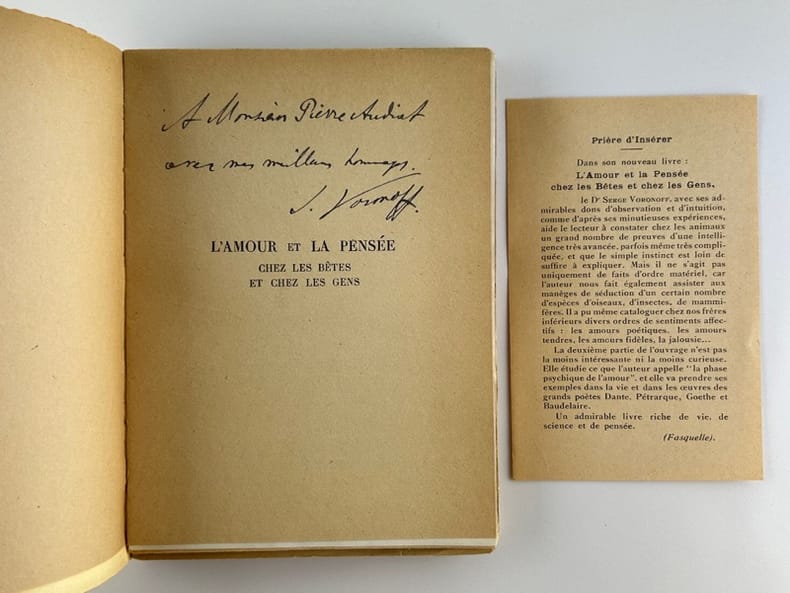 A Monsieur Pierre Audiat
avec mes meilleurs hommages.
S. Voronoff.
L'AMOUR ET LA PENSÉE
CHEZ LES BÊTES
ET CHEZ LES GENS
Prière d'Insérer
Dans son nouveau livre :
L'Amour et la Pensée
chez les Bêtes et chez les Gens,
le Dr SERGE VORONOFF, avec ses ad-
mirables dons d'observation et d'intuition,
comme d'après ses minutieuses expériences,
aide le lecteur à constater chez les animaux
un grand nombre de preuves d'une intelli-
gence très avancée, parfois même très compli-
quée, et que le simple instinct est loin de
suffire à expliquer. Mais il ne s'agit pas
uniquement de faits d'ordre matériel, car
l'auteur nous fait également assister aux
manèges de séduction d'un certain nombre
d'espèces d'oiseaux, d'insectes, de mammi-
fères. Il a pu même cataloguer chez nos frères
inférieurs divers ordres de sentiments affec-
tifs : les amours poétiques, les amours
tendres, les amours fidèles, la jalousie...
La deuxième partie de l'ouvrage n'est pas
la moins intéressante ni la moins curieuse.
Elle étudie ce que l'auteur appelle "la phase
psychique de l'amour", et elle va prendre ses
exemples dans la vie et dans les œuvres des
grands poètes Dante, Pétrarque, Goethe et
Baudelaire.
Un admirable livre riche de vie, de
science et de pensée.
(Fasquelle).